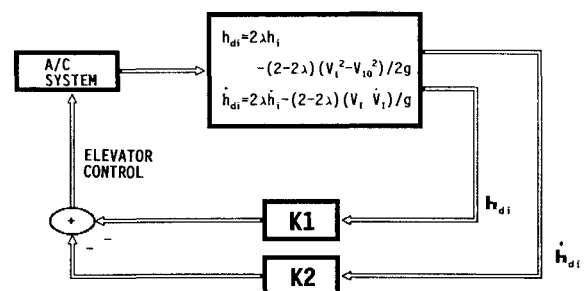 h_di=2λh_i
-(2-2λ)(V_I²-V_I0²)/2g
ḣ_di=2λḣ_i-(2-2λ)(V_I V̇_I)/g
A/C
SYSTEM
ELEVATOR
CONTROL
+
- -
K1
h_di
K2
ḣ_di